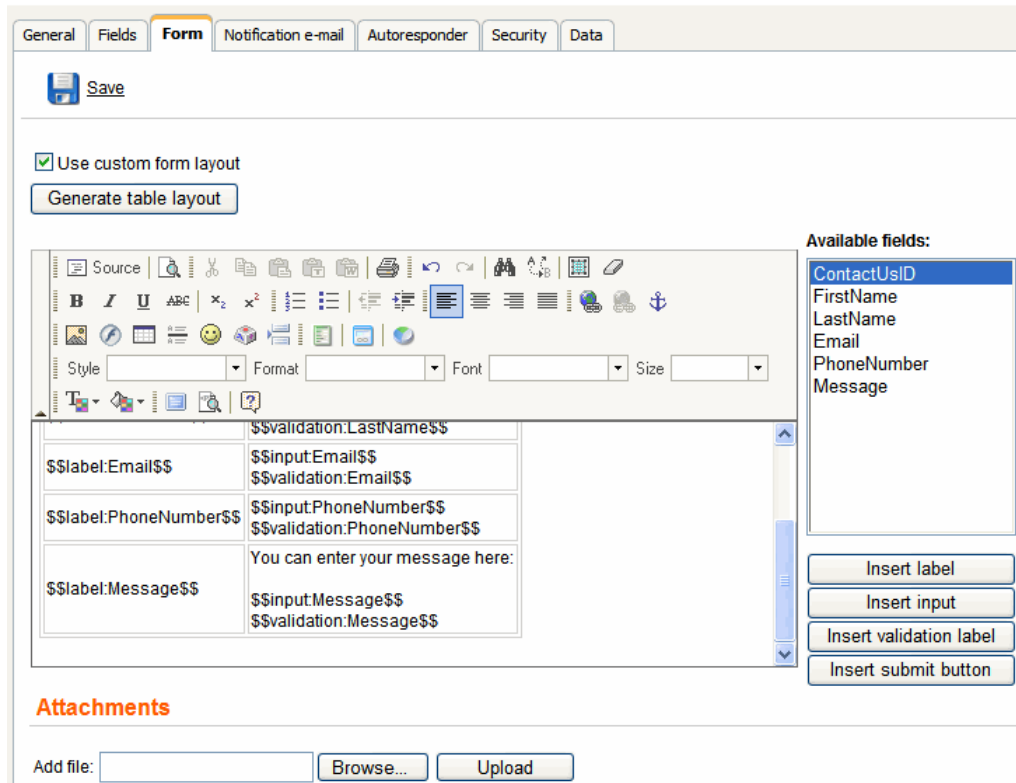 General Fields Form Notification e-mail Autoresponder Security Data
Save
Use custom form layout
Generate table layout
Available fields:
ContactUsID
FirstName
LastName
Email
PhoneNumber
Message
Source
B I U ABC x₂ x²
Style Format Font Size
$$validation:LastName$$
$$label:Email$$
$$input:Email$$
$$validation:Email$$
$$label:PhoneNumber$$
$$input:PhoneNumber$$
$$validation:PhoneNumber$$
$$label:Message$$
You can enter your message here:
$$input:Message$$
$$validation:Message$$
Insert label
Insert input
Insert validation label
Insert submit button
Attachments
Add file: Browse... Upload